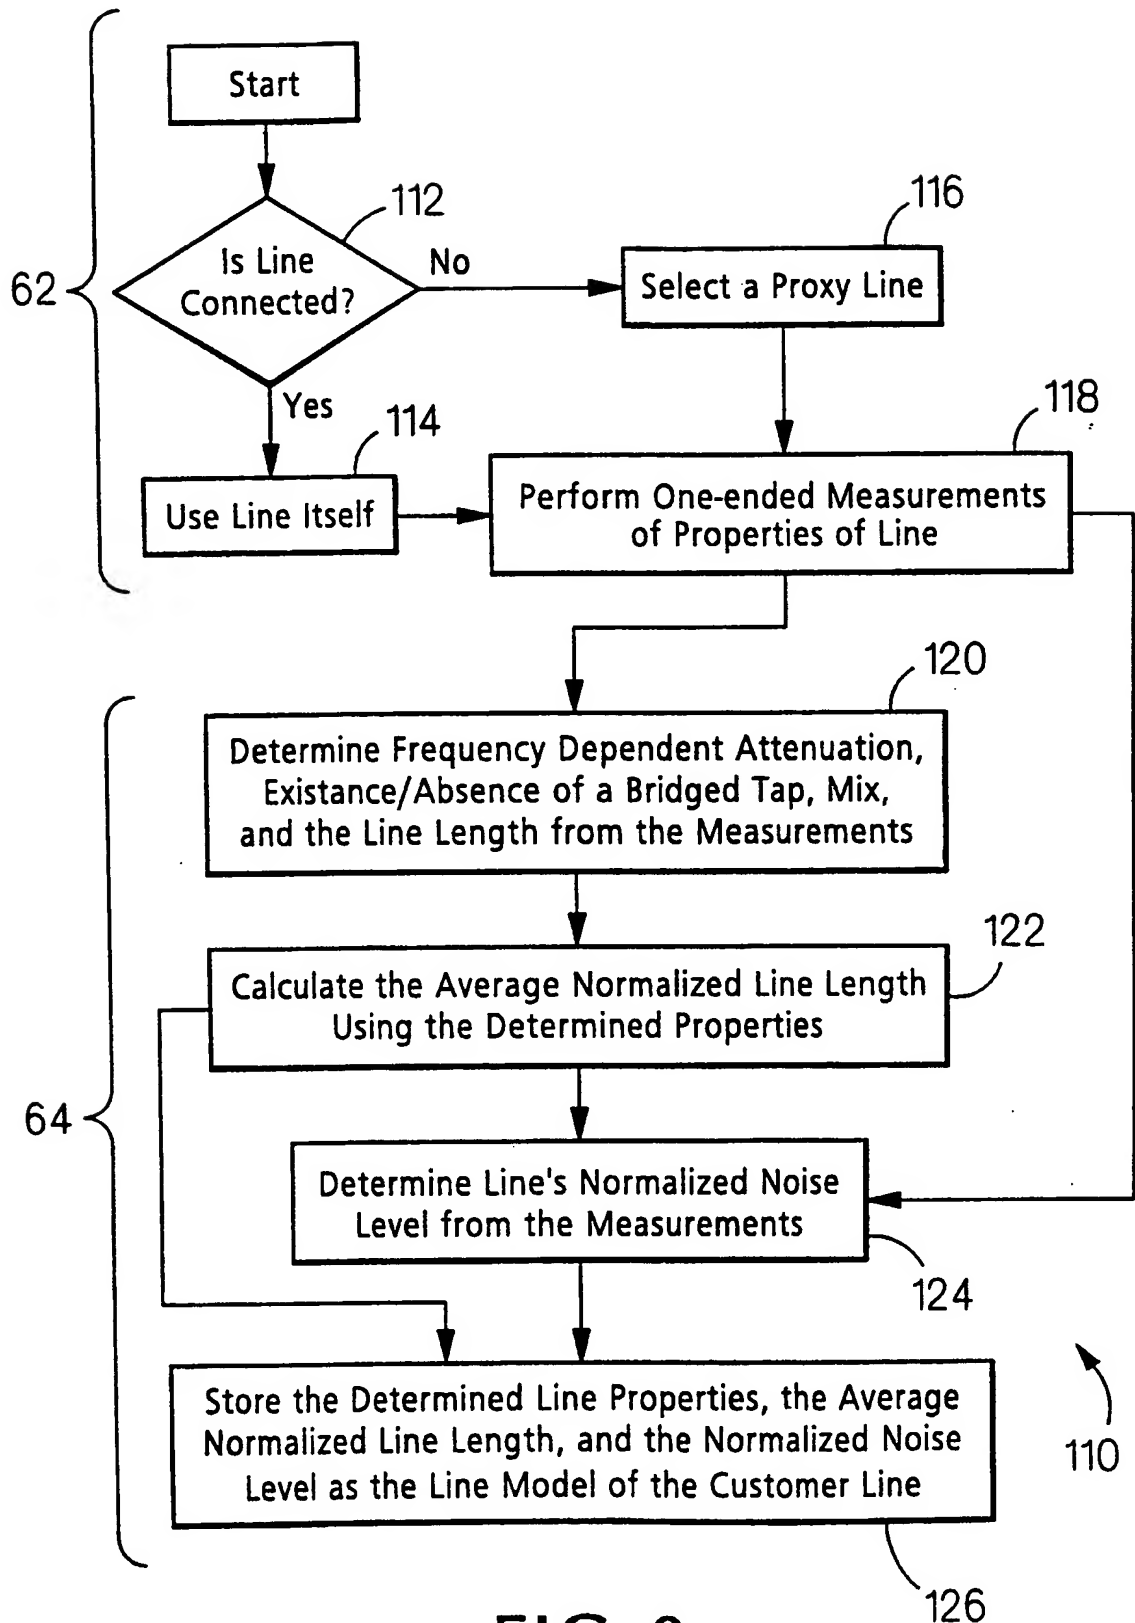 Start
112
Is Line
Connected?
No
116
Select a Proxy Line
62
Yes
114
Use Line Itself
118
Perform One-ended Measurements
of Properties of Line
120
Determine Frequency Dependent Attenuation,
Existance/Absence of a Bridged Tap, Mix,
and the Line Length from the Measurements
122
Calculate the Average Normalized Line Length
Using the Determined Properties
64
Determine Line's Normalized Noise
Level from the Measurements
124
Store the Determined Line Properties, the Average
Normalized Line Length, and the Normalized Noise
Level as the Line Model of the Customer Line
110
126